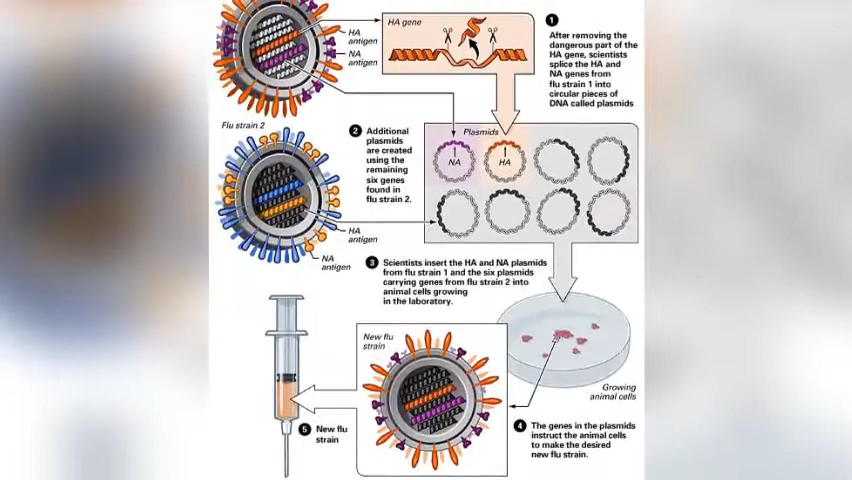 HA gene
HA
antigen
NA
antigen
1
After removing the
dangerous part of the
HA gene, scientists
splice the HA and
NA genes from
flu strain 1 into
circular pieces of
DNA called plasmids
Flu strain 2
2
Additional
plasmids
are created
using the
remaining
six genes
found in
flu strain 2.
Plasmids
NA
HA
HA
antigen
NA
antigen
3
Scientists insert the HA and NA plasmids
from flu strain 1 and the six plasmids
carrying genes from flu strain 2 into
animal cells growing
in the laboratory.
New flu
strain
Growing
animal cells
4
The genes in the plasmids
instruct the animal cells
to make the desired
new flu strain.
5
New flu
strain